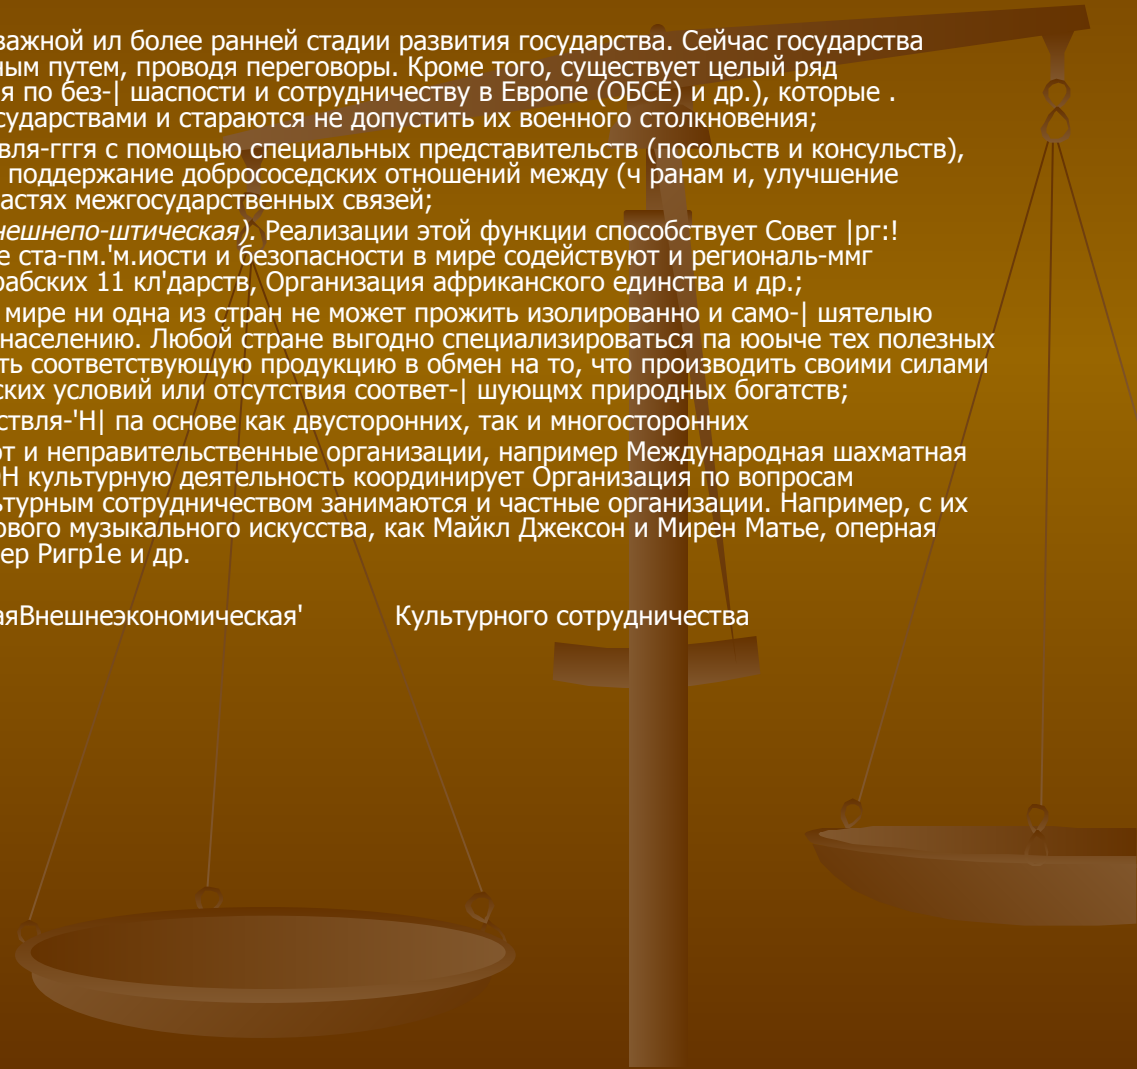 важной ил более ранней стадии развития государства. Сейчас государства
ным путем, проводя переговоры. Кроме того, существует целый ряд
я по без-| шаспости и сотрудничеству в Европе (ОБСЕ) и др.), которые .
сударствами и стараются не допустить их военного столкновения;
вля-гггя с помощью специальных представительств (посольств и консульств),
поддержание добрососедских отношений между (ч ранам и, улучшение
астях межгосударственных связей;
нешнепо-штическая). Реализации этой функции способствует Совет |рг:!
е ста-пм.'м.иости и безопасности в мире содействуют и региональ-ммг
рабских 11 кл'дарств, Организация африканского единства и др.;
мире ни одна из стран не может прожить изолированно и само-| шятелыю
населению. Любой стране выгодно специализироваться па юоыче тех полезных
ть соответствующую продукцию в обмен на то, что производить своими силами
ских условий или отсутствия соответ-| шующмх природных богатств;
ствля-'Н| па основе как двусторонних, так и многосторонних
от и неправительственные организации, например Международная шахматная
ОН культурную деятельность координирует Организация по вопросам
ьтурным сотрудничеством занимаются и частные организации. Например, с их
ового музыкального искусства, как Майкл Джексон и Мирен Матье, оперная
ер Ригр1е и др.
аяВнешнеэкономическая' Культурного сотрудничества